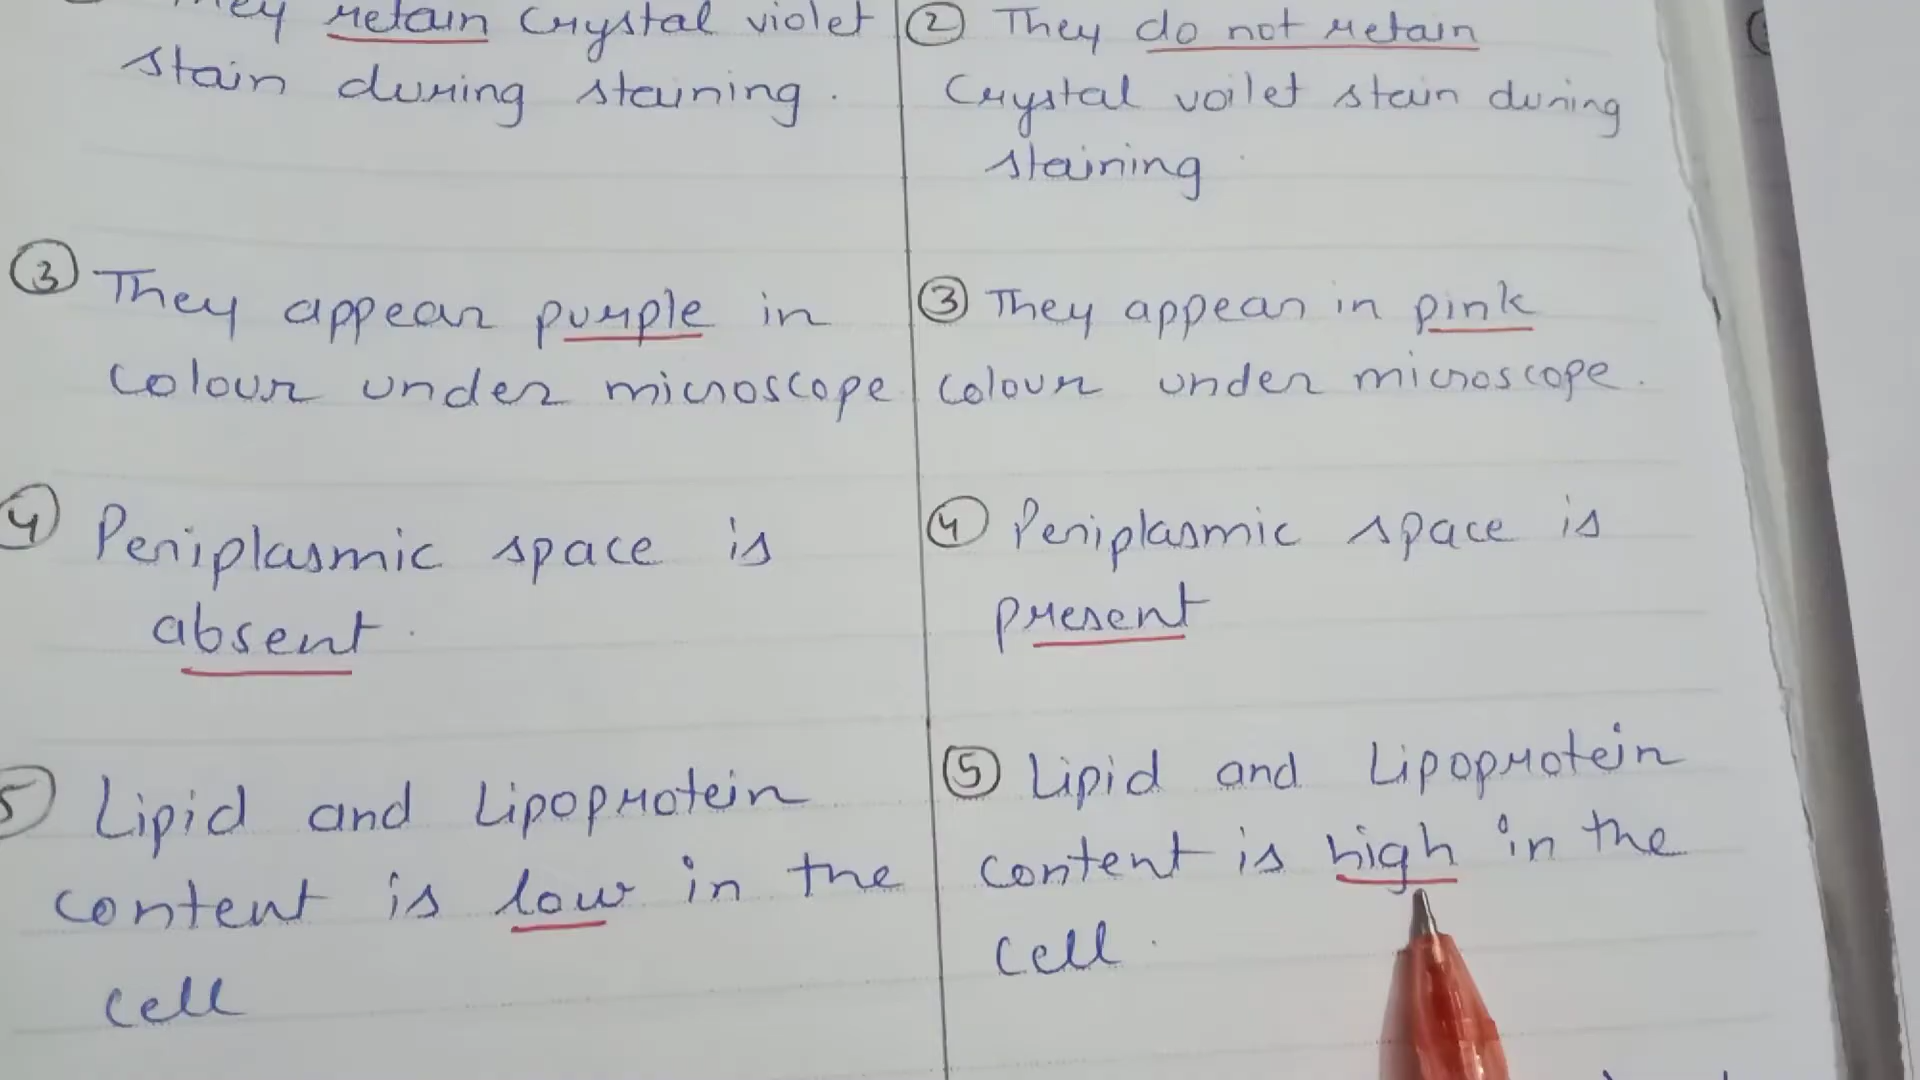 They retain Crystal violet
stain during staining.
② They do not retain
Crystal voilet stain during
staining
③ They appear purple in
colour under microscope
③ They appear in pink
colour under microscope.
④ Periplasmic space is
absent.
④ Periplasmic space is
present
5 Lipid and Lipoprotein
content is low in the
cell
⑤ Lipid and Lipoprotein
content is high in the
cell.